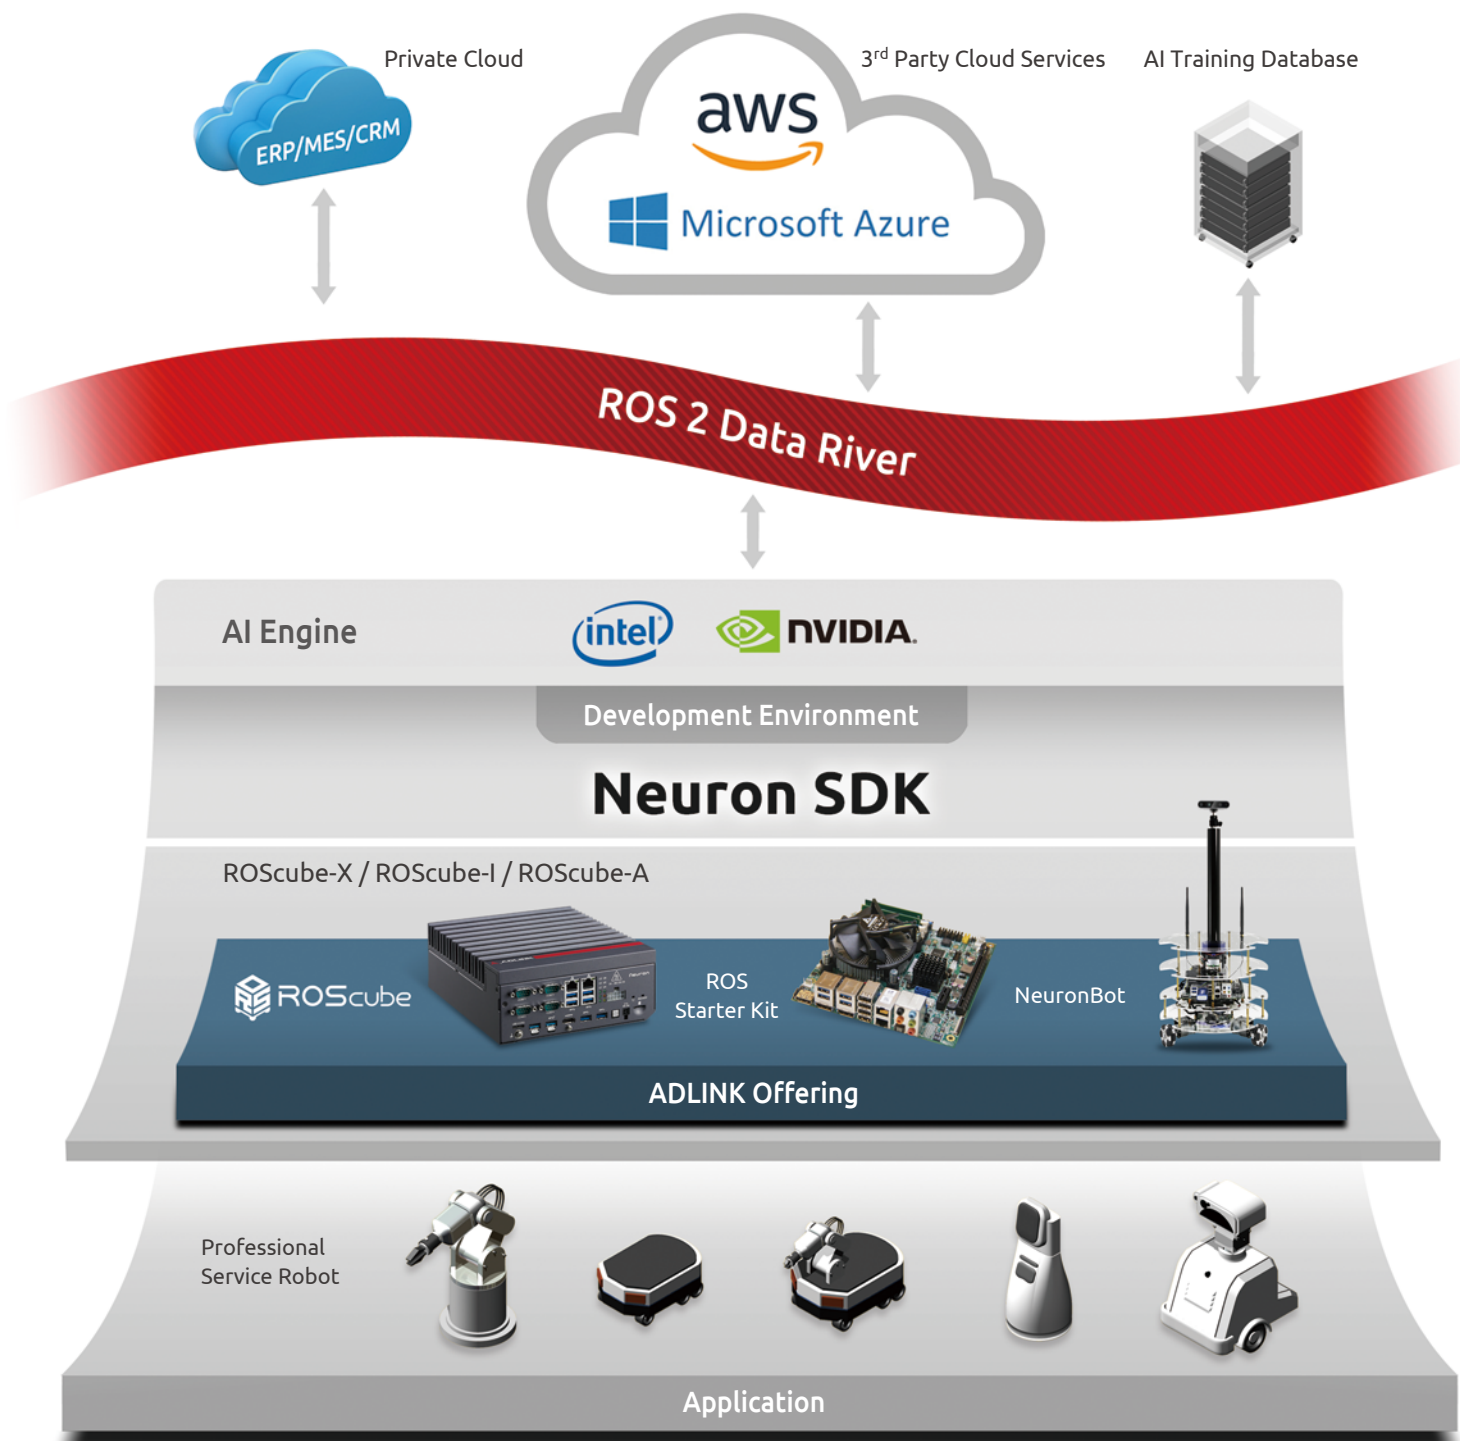 Private Cloud
3rd Party Cloud Services
AI Training Database
ERP/MES/CRM
aws
Microsoft Azure
ROS 2 Data River
AI Engine
intel
NVIDIA.
Development Environment
Neuron SDK
ROScube-X / ROScube-I / ROScube-A
ROScube
Neuron
ROS
Starter Kit
NeuronBot
ADLINK Offering
Professional
Service Robot
Application